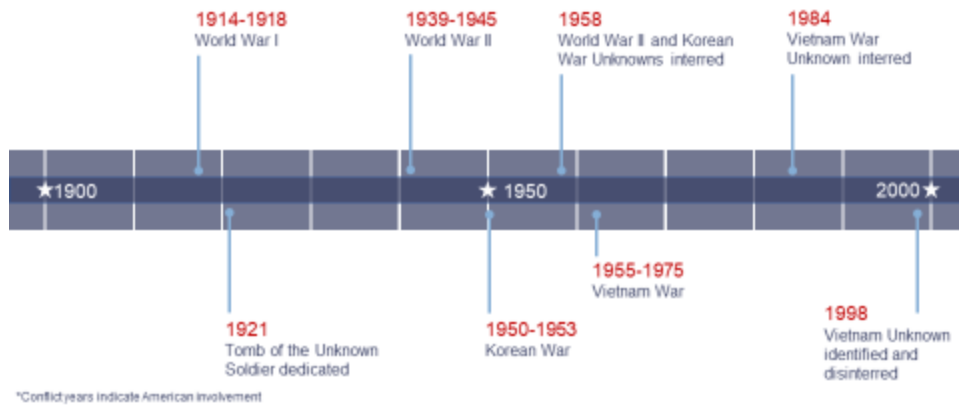 1914-1918
World War I
1939-1945
World War II
1958
World War II and Korean
War Unknowns interred
1984
Vietnam War
Unknown interred
1900
1950
2000
1921
Tomb of the Unknown
Soldier dedicated
1950-1953
Korean War
1955-1975
Vietnam War
1998
Vietnam Unknown
identified and
disinterred
*Conflict years indicate American involvement